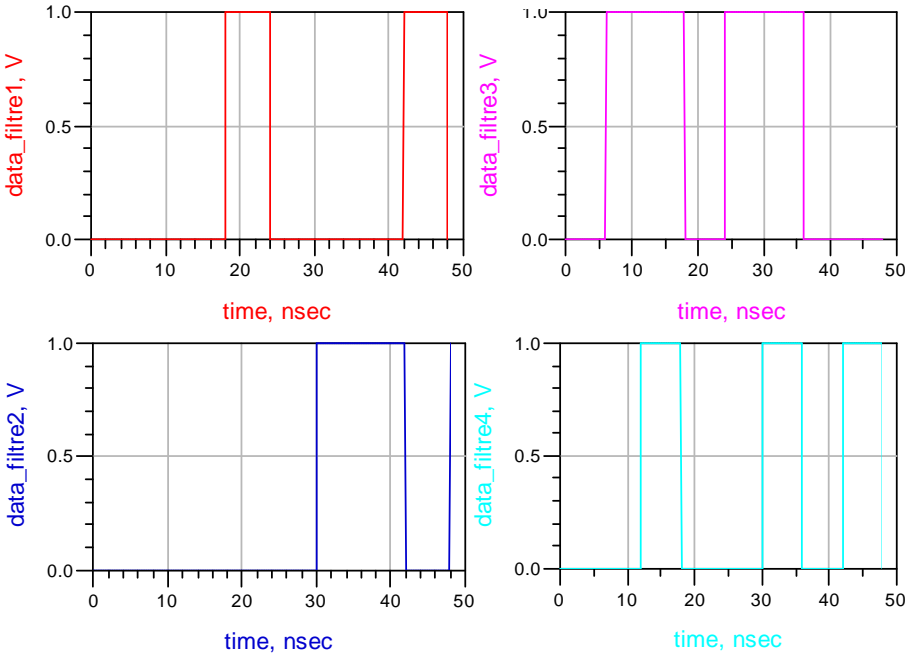 1.0
0.5
0.0
data_filtre1, V
0 10 20 30 40 50
time, nsec
1.0
0.5
0.0
data_filtre3, V
0 10 20 30 40 50
time, nsec
1.0
0.5
0.0
data_filtre2, V
0 10 20 30 40 50
time, nsec
1.0
0.5
0.0
data_filtre4, V
0 10 20 30 40 50
time, nsec